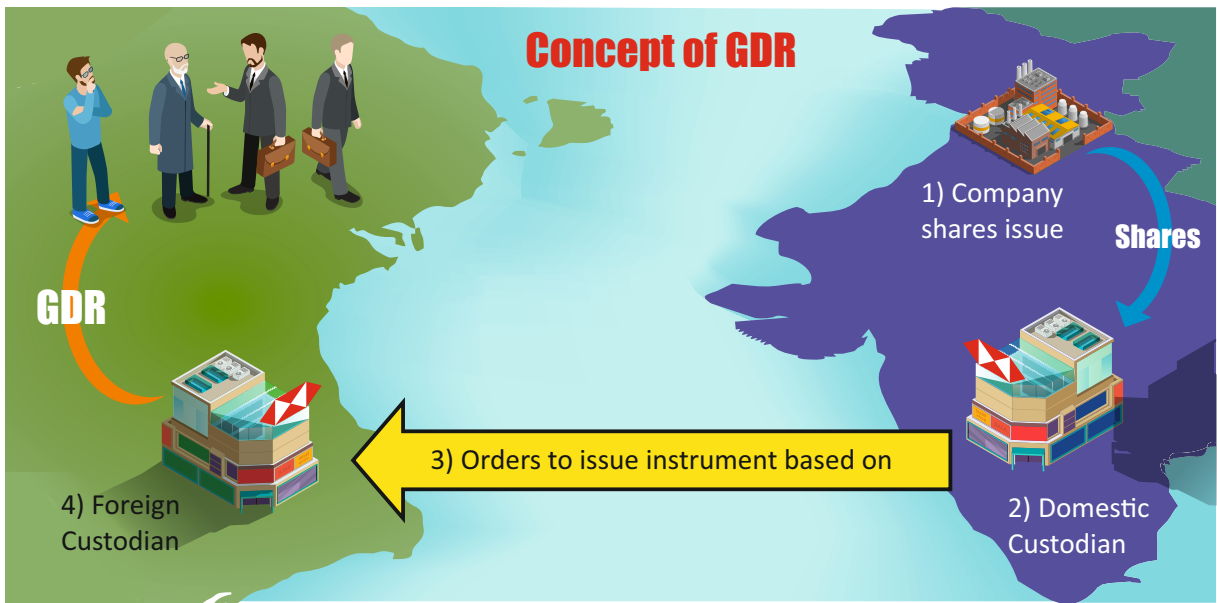 Concept of GDR
1) Company
shares issue
Shares
GDR
3) Orders to issue instrument based on
4) Foreign
Custodian
2) Domestic
Custodian